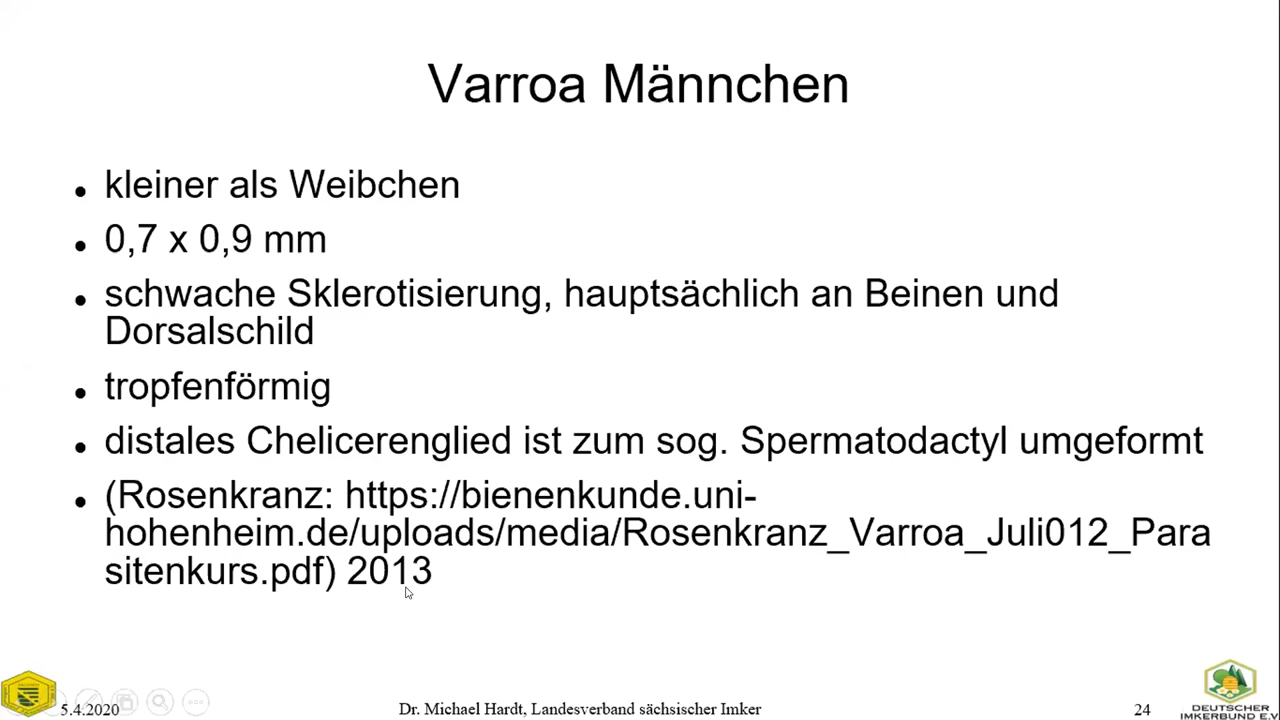 Varroa Männchen
• kleiner als Weibchen
• 0,7 x 0,9 mm
• schwache Sklerotisierung, hauptsächlich an Beinen und
Dorsalschild
• tropfenförmig
• distales Chelicerenglied ist zum sog. Spermatodactyl umgeformt
• (Rosenkranz: https://bienenkunde.uni-
hohenheim.de/uploads/media/Rosenkranz_Varroa_Juli012_Para
sitenkurs.pdf) 2013
5.4.2020
Dr. Michael Hardt, Landesverband sächsischer Imker
24
DEUTSCHER
IMKERBUND E.V.